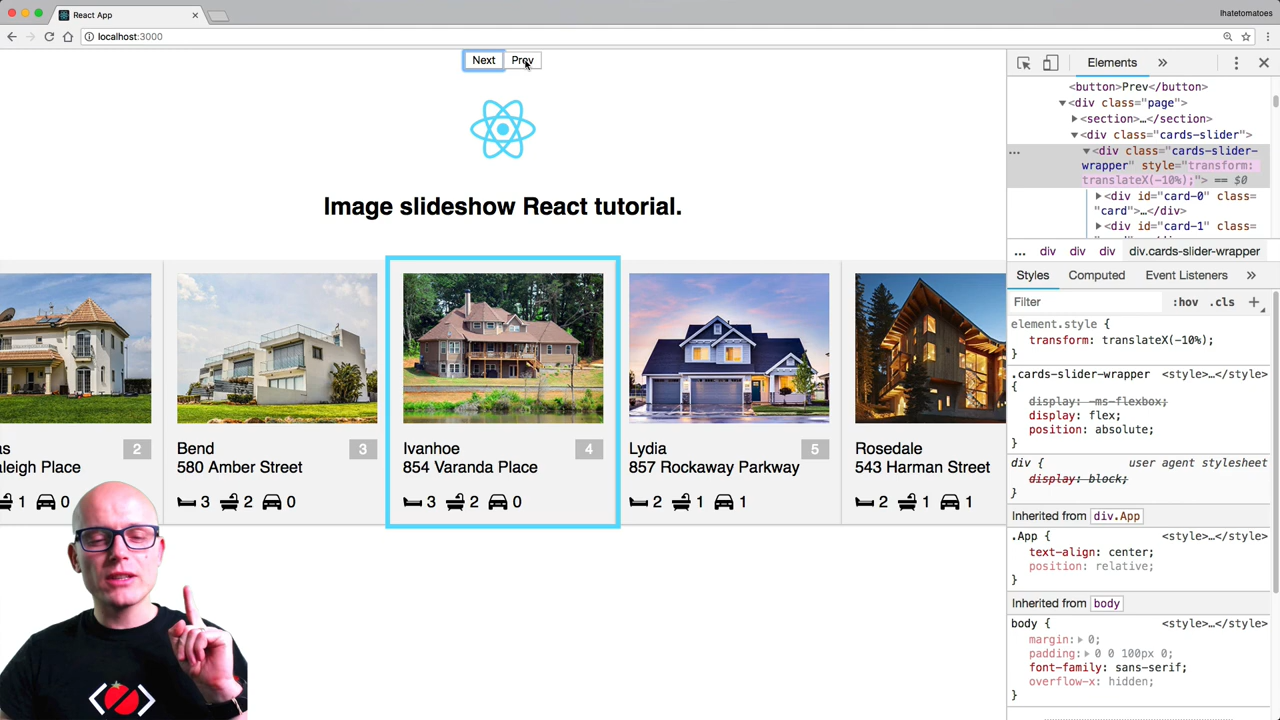 React App
Ihatetomatoes
localhost:3000
Next
Prev
Image slideshow React tutorial.
2
aleigh Place
1 0
Bend 3
580 Amber Street
3 2 0
Ivanhoe 4
854 Varanda Place
3 2 0
Lydia 5
857 Rockaway Parkway
2 1 1
Rosedale
543 Harman Street
2 1 1
Elements »
<button>Prev</button>
▼<div class="page">
▶<section>…</section>
▼<div class="cards-slider">
… ▼<div class="cards-slider-
wrapper" style="transform:
translateX(-10%);"> == $0
▶<div id="card-0" class=
"card">…</div>
▶<div id="card-1" class=
… div div div div.cards-slider-wrapper
Styles Computed Event Listeners »
Filter :hov .cls +
element.style {
transform: translateX(-10%);
}
.cards-slider-wrapper <style>…</style>
{
display: -ms-flexbox;
display: flex;
position: absolute;
}
div { user agent stylesheet
display: block;
}
Inherited from div.App
.App { <style>…</style>
text-align: center;
position: relative;
}
Inherited from body
body { <style>…</style>
margin:▶ 0;
padding:▶ 0 0 100px 0;
font-family: sans-serif;
overflow-x: hidden;
}